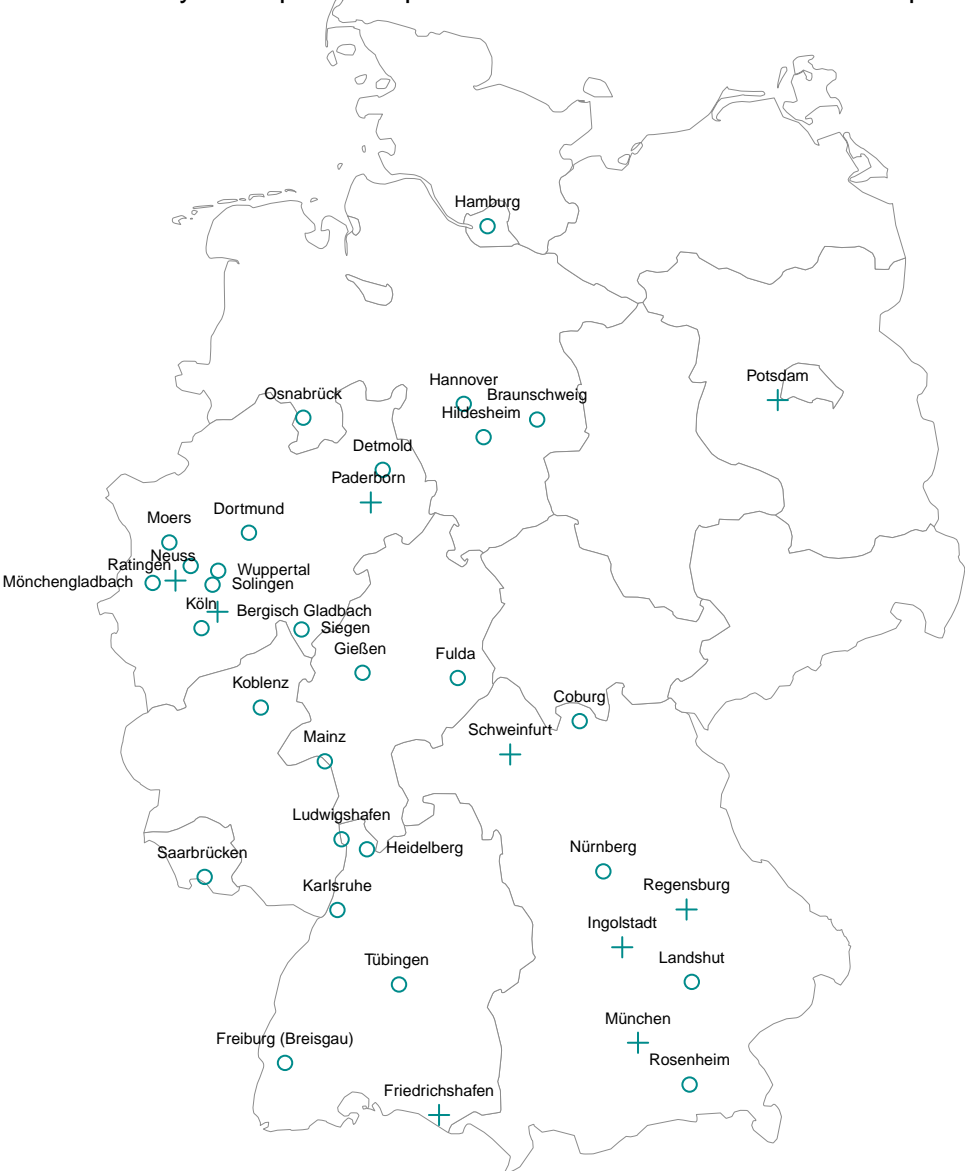 Hamburg
Potsdam
Hannover
Osnabrück
Braunschweig
Hildesheim
Detmold
Paderborn
Dortmund
Moers
Neuss
Ratingen
Wuppertal
Mönchengladbach
Solingen
Köln
Bergisch Gladbach
Siegen
Gießen
Fulda
Koblenz
Coburg
Schweinfurt
Mainz
Ludwigshafen
Heidelberg
Nürnberg
Saarbrücken
Karlsruhe
Regensburg
Ingolstadt
Landshut
Tübingen
München
Freiburg (Breisgau)
Rosenheim
Friedrichshafen